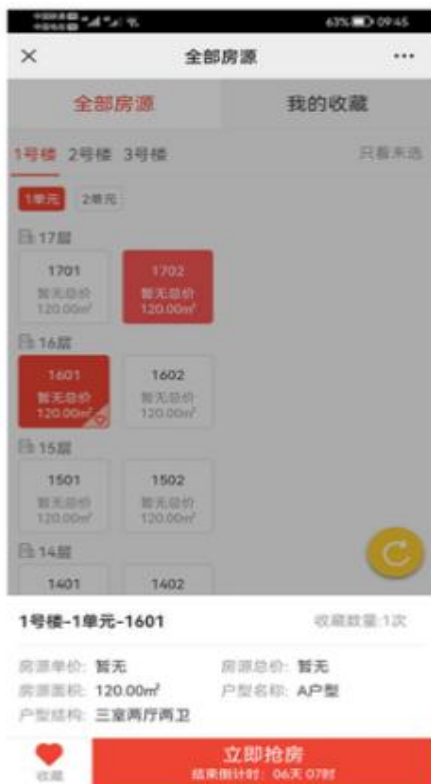 63% 09:45
× 全部房源 ···
全部房源 我的收藏
1号楼 2号楼 3号楼 只看未选
1单元 2单元
17层
1701 1702
暂无总价 暂无总价
120.00㎡ 120.00㎡
16层
1601 1602
暂无总价 暂无总价
120.00㎡ 120.00㎡
15层
1501 1502
暂无总价 暂无总价
120.00㎡ 120.00㎡
14层
1401 1402
1号楼-1单元-1601 收藏数量:1次
房源单价: 暂无 房源总价: 暂无
房源面积: 120.00㎡ 户型名称: A户型
户型结构: 三室两厅两卫
立即抢房
收藏 结束倒计时: 06天 07时